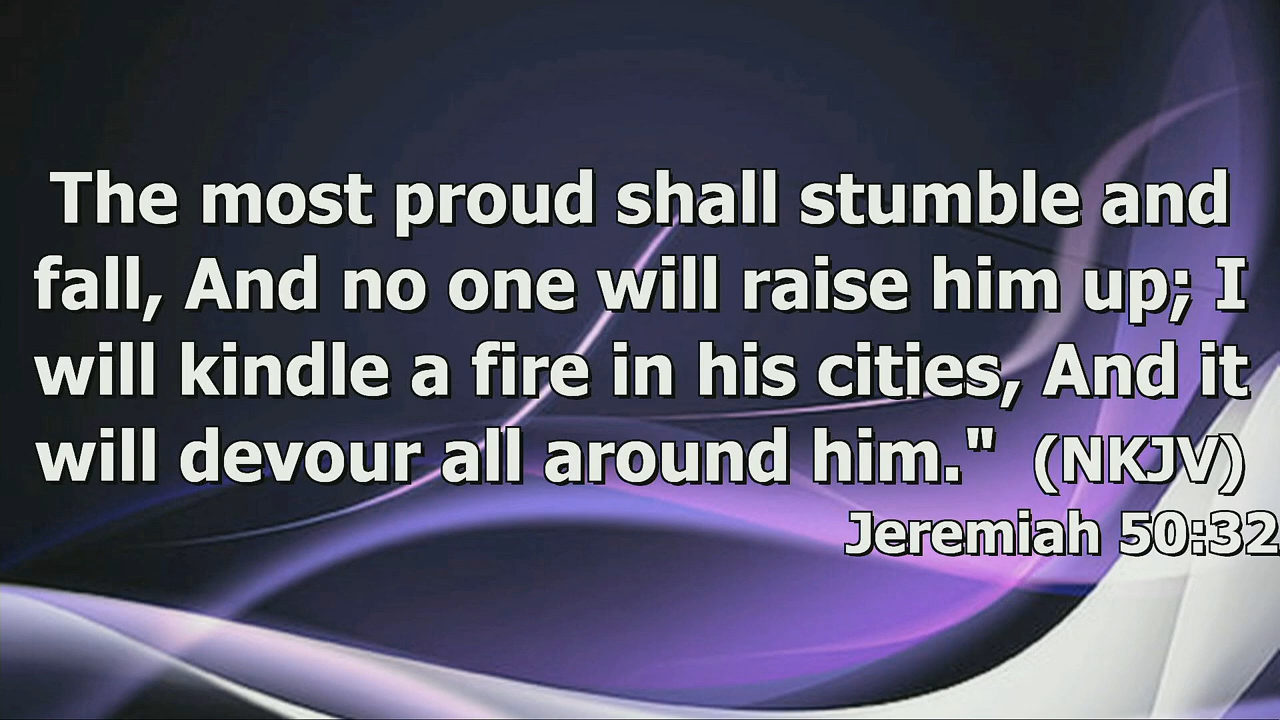 The most proud shall stumble and
fall, And no one will raise him up; I
will kindle a fire in his cities, And it
will devour all around him." (NKJV)
Jeremiah 50:32